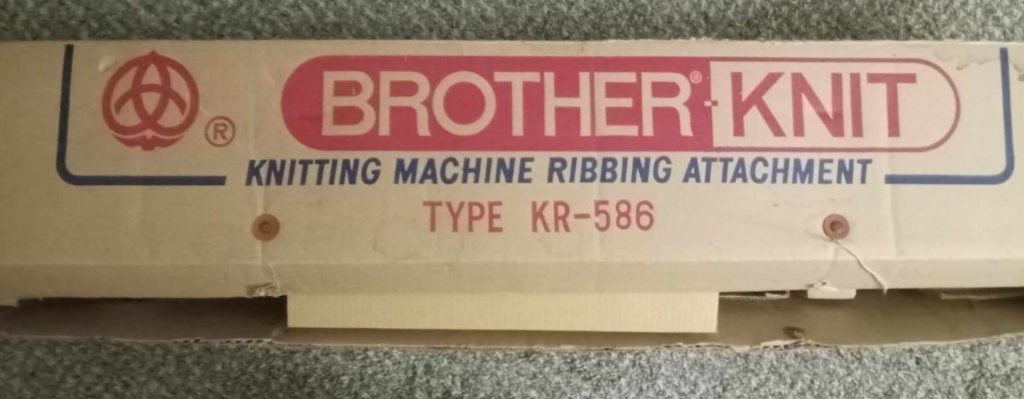 ® BROTHER®-KNIT
KNITTING MACHINE RIBBING ATTACHMENT
TYPE KR-586